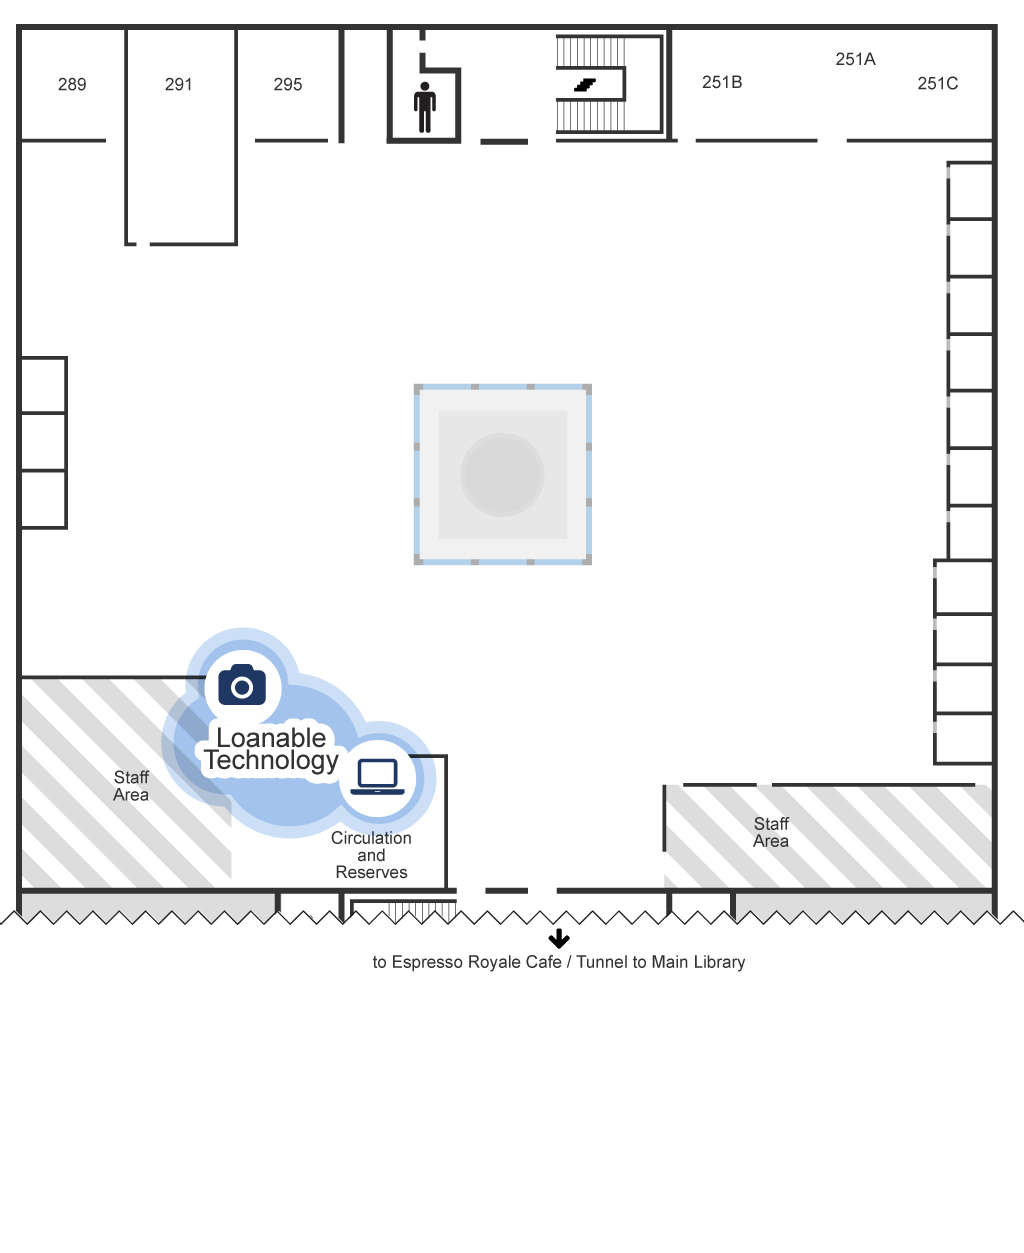 289
291
295
251B
251A
251C
Loanable
Technology
Staff
Area
Circulation
and
Reserves
Staff
Area
to Espresso Royale Cafe / Tunnel to Main Library